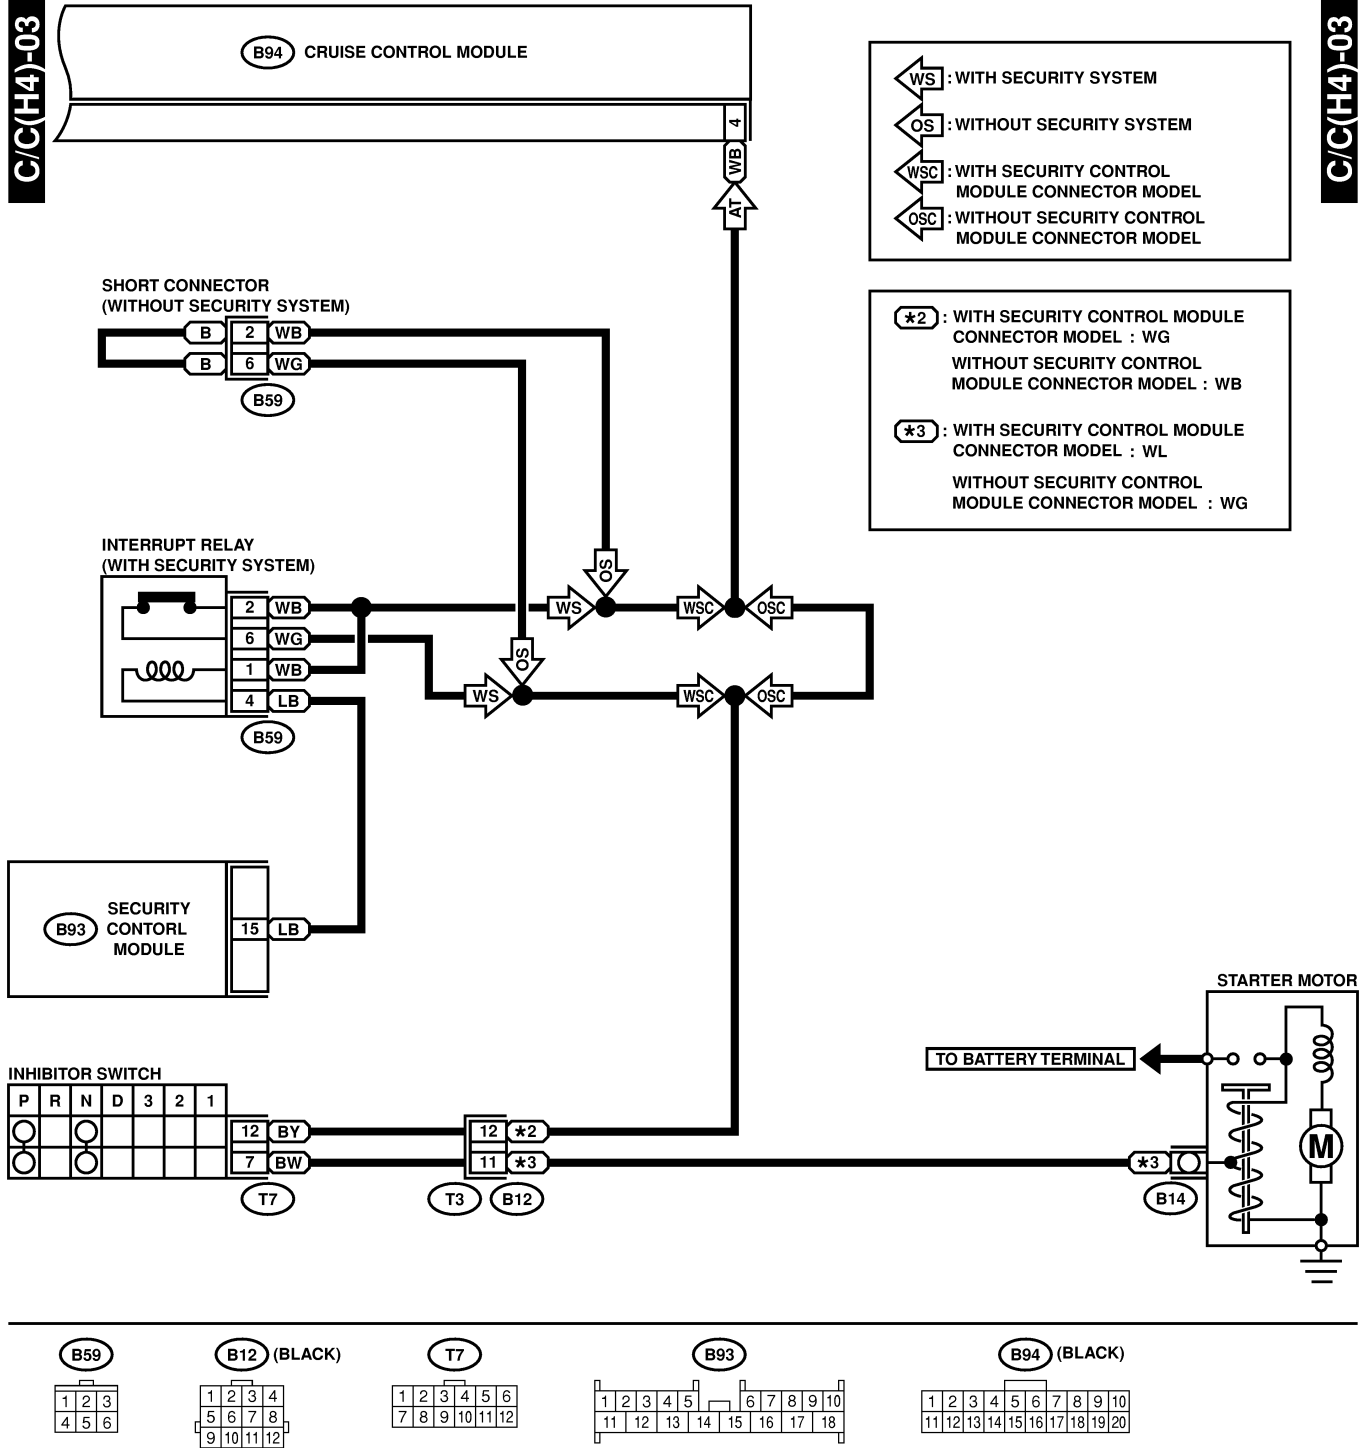 C/C(H4)-03
C/C(H4)-03
B94 CRUISE CONTROL MODULE
4
WB
AT
WS : WITH SECURITY SYSTEM
OS : WITHOUT SECURITY SYSTEM
WSC : WITH SECURITY CONTROL
MODULE CONNECTOR MODEL
OSC : WITHOUT SECURITY CONTROL
MODULE CONNECTOR MODEL
*2 : WITH SECURITY CONTROL MODULE
CONNECTOR MODEL : WG
WITHOUT SECURITY CONTROL
MODULE CONNECTOR MODEL : WB
*3 : WITH SECURITY CONTROL MODULE
CONNECTOR MODEL : WL
WITHOUT SECURITY CONTROL
MODULE CONNECTOR MODEL : WG
SHORT CONNECTOR
(WITHOUT SECURITY SYSTEM)
B 2 WB
B 6 WG
B59
INTERRUPT RELAY
(WITH SECURITY SYSTEM)
OS
2 WB WS WSC OSC
6 WG
OS
1 WB
4 LB WS WSC OSC
B59
B93
SECURITY
CONTORL
MODULE
15 LB
STARTER MOTOR
TO BATTERY TERMINAL
M
INHIBITOR SWITCH
P R N D 3 2 1
12 BY 12 *2
7 BW 11 *3 *3
T7 T3 B12 B14
B59
1 2 3
4 5 6
B12 (BLACK)
1 2 3 4
5 6 7 8
9 10 11 12
T7
1 2 3 4 5 6
7 8 9 10 11 12
B93
1 2 3 4 5 6 7 8 9 10
11 12 13 14 15 16 17 18
B94 (BLACK)
1 2 3 4 5 6 7 8 9 10
11 12 13 14 15 16 17 18 19 20